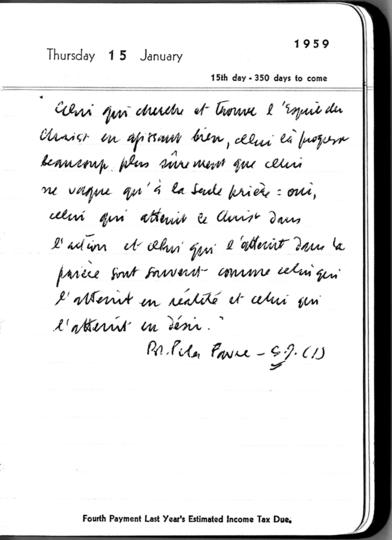 1959
Thursday 15 January
15th day - 350 days to come
"Celui qui cherche et trouve l'Esprit du
Christ en agissant bien, celui là progresse
beaucoup plus sûrement que celui
ne vaque qu'à la seule prière = oui,
celui qui atteint le Christ dans
l'action et celui qui l'atteint dans la
prière sont souvent comme celui qui
l'atteint en réalité et celui qui
l'atteint en désir."
– S.J. (1)
Fourth Payment Last Year's Estimated Income Tax Due.